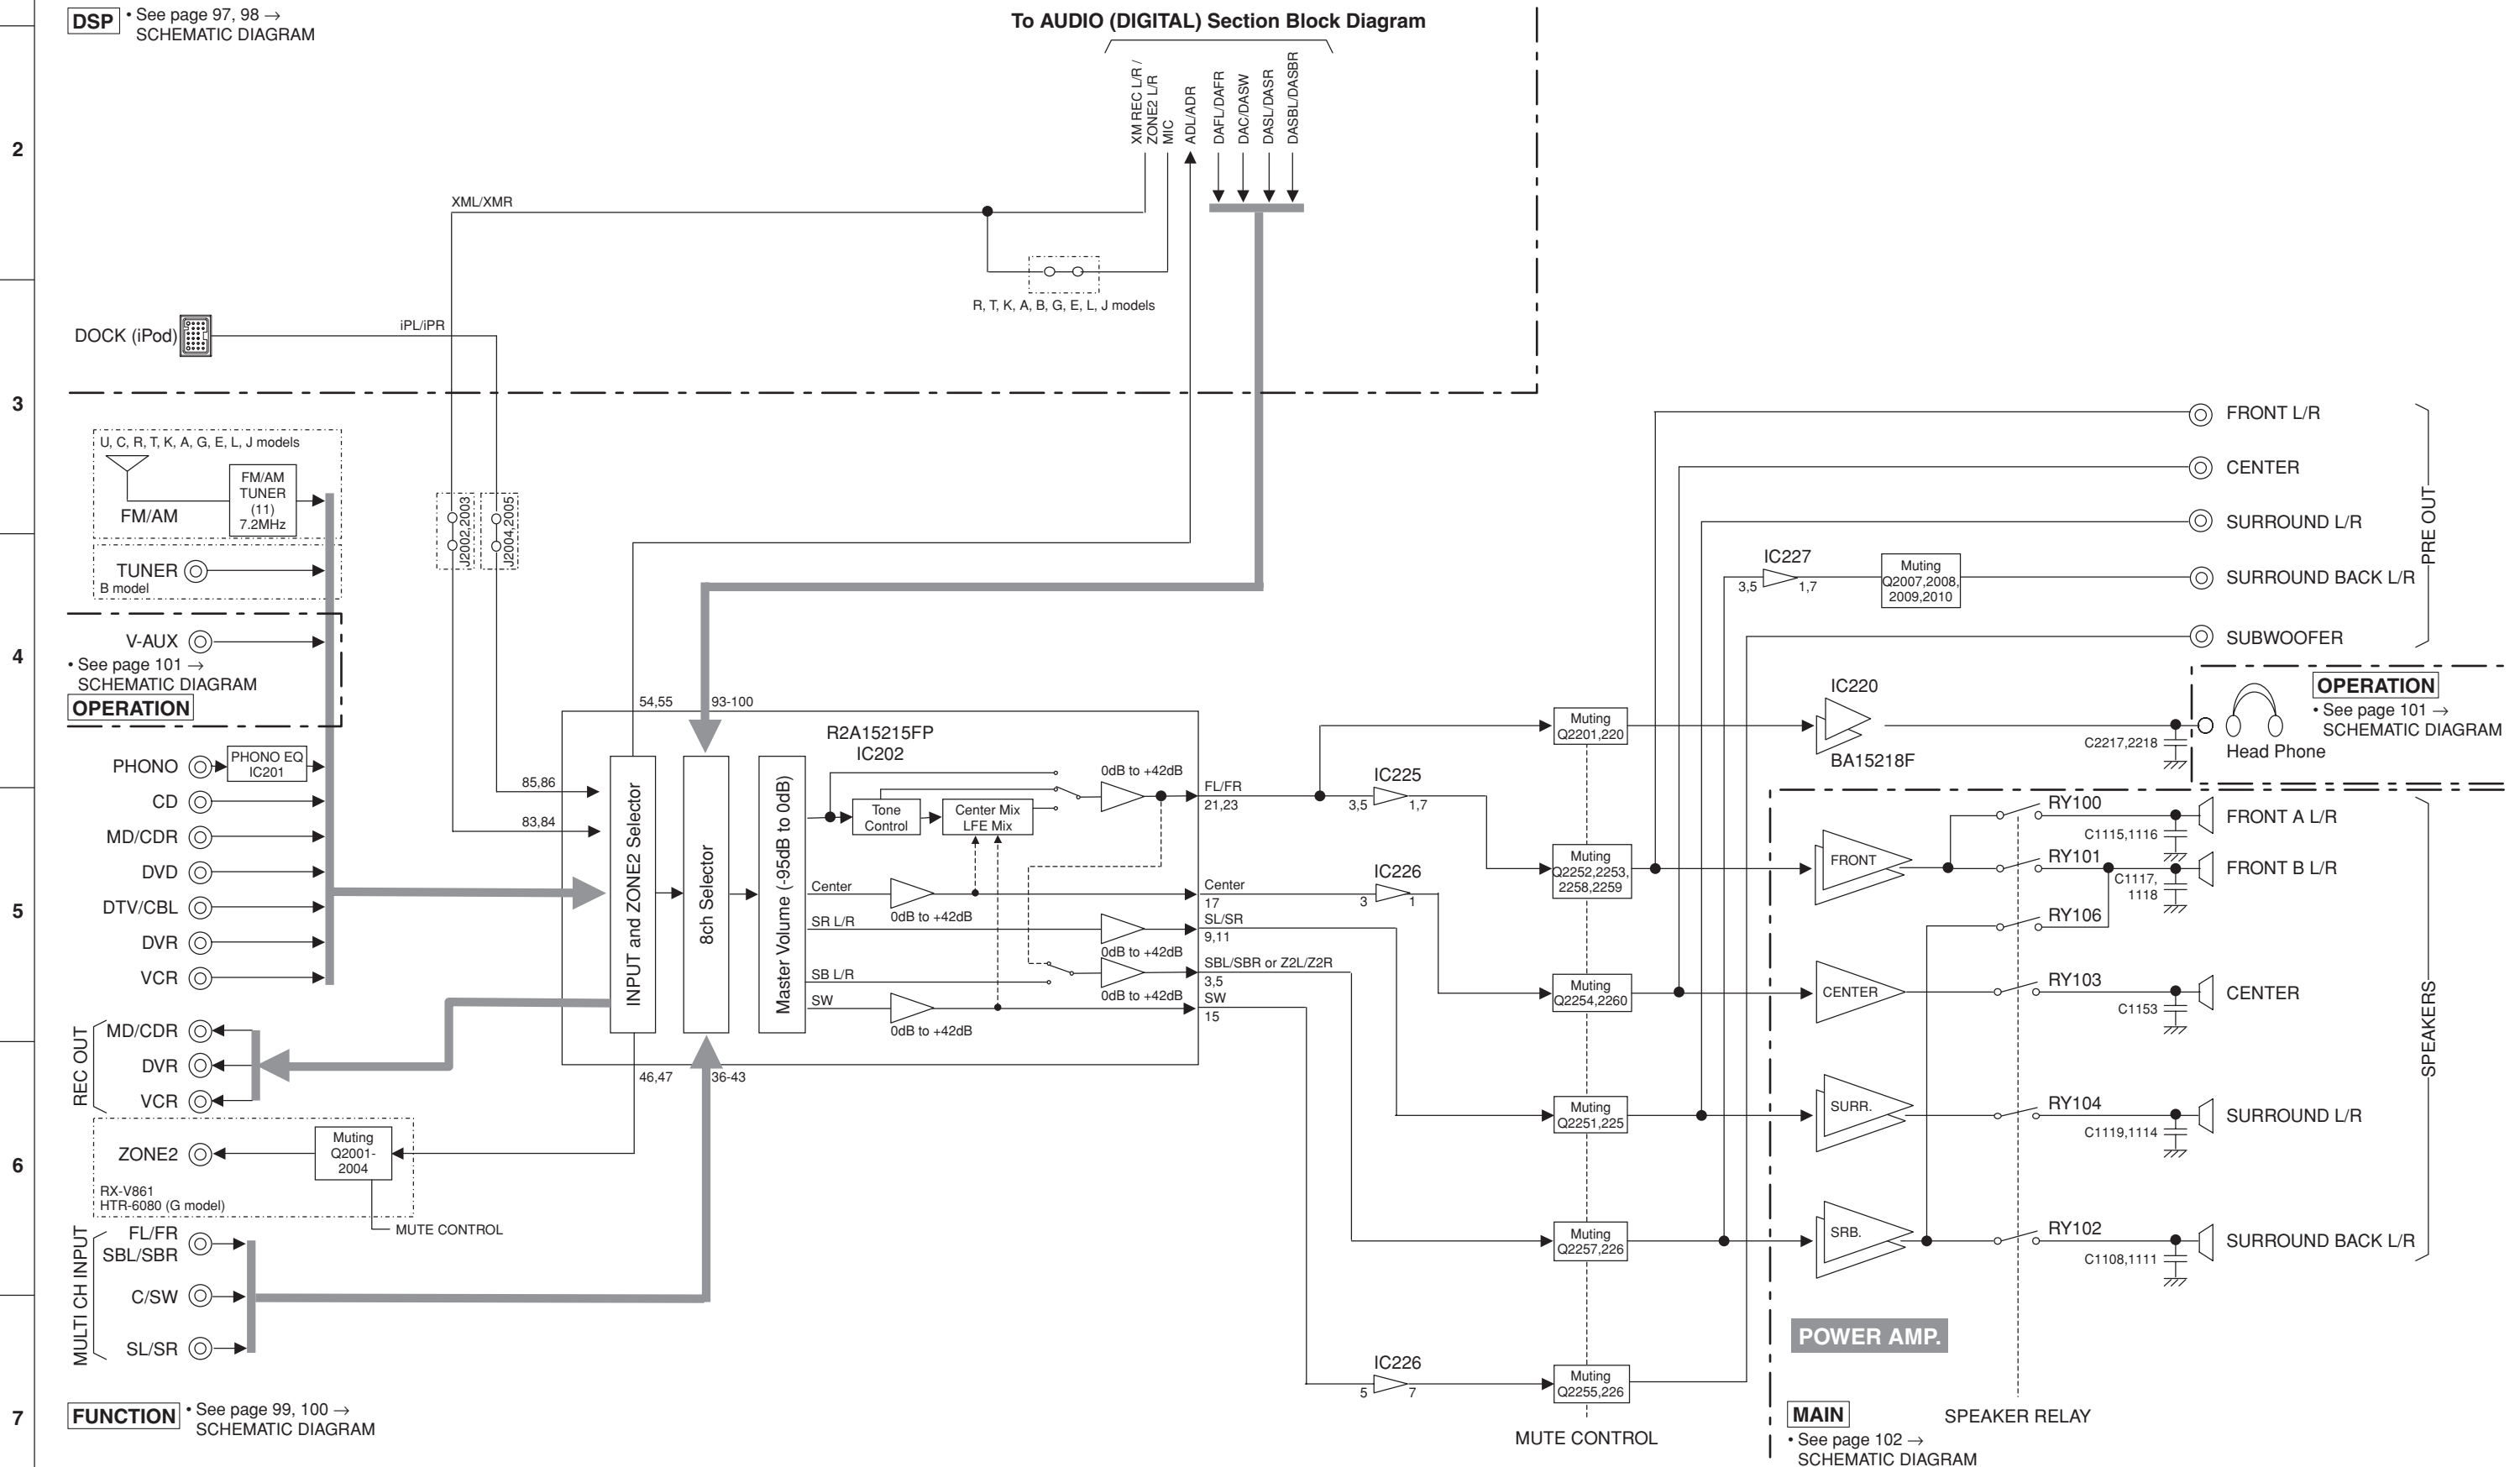 DSP
• See page 97, 98 →
SCHEMATIC DIAGRAM
To AUDIO (DIGITAL) Section Block Diagram
XM REC L/R /
ZONE2 L/R
MIC
ADL/ADR
DAFL/DAFR
DAC/DASW
DASL/DASR
DASBL/DASBR
2
XML/XMR
R, T, K, A, B, G, E, L, J models
DOCK (iPod)
iPL/iPR
3
U, C, R, T, K, A, G, E, L, J models
FM/AM
FM/AM
TUNER
(11)
7.2MHz
J2002,2003
J2004,2005
TUNER
B model
FRONT L/R
CENTER
SURROUND L/R
IC227
3,5
1,7
Muting
Q2007,2008,
2009,2010
SURROUND BACK L/R
SUBWOOFER
PRE OUT
4
V-AUX
• See page 101 →
SCHEMATIC DIAGRAM
OPERATION
54,55
93-100
R2A15215FP
IC202
Muting
Q2201,220
IC220
BA15218F
C2217,2218
Head Phone
OPERATION
• See page 101 →
SCHEMATIC DIAGRAM
PHONO
PHONO EQ
IC201
CD
MD/CDR
DVD
DTV/CBL
DVR
VCR
85,86
83,84
INPUT and ZONE2 Selector
8ch Selector
Master Volume (-95dB to 0dB)
Tone
Control
Center Mix
LFE Mix
0dB to +42dB
FL/FR
21,23
IC225
3,5
1,7
Center
0dB to +42dB
Center
17
IC226
3
1
SR L/R
0dB to +42dB
SL/SR
9,11
SB L/R
0dB to +42dB
SBL/SBR or Z2L/Z2R
3,5
SW
0dB to +42dB
SW
15
5
Muting
Q2252,2253,
2258,2259
FRONT
RY100
C1115,1116
FRONT A L/R
RY101
C1117,
1118
FRONT B L/R
RY106
Muting
Q2254,2260
CENTER
RY103
C1153
CENTER
SPEAKERS
REC OUT
MD/CDR
DVR
VCR
46,47
36-43
6
ZONE2
Muting
Q2001-
2004
RX-V861
HTR-6080 (G model)
MUTE CONTROL
Muting
Q2251,225
SURR.
RY104
C1119,1114
SURROUND L/R
Muting
Q2257,226
SRB.
RY102
C1108,1111
SURROUND BACK L/R
MULTI CH INPUT
FL/FR
SBL/SBR
C/SW
SL/SR
POWER AMP.
IC226
5
7
Muting
Q2255,226
7
FUNCTION
• See page 99, 100 →
SCHEMATIC DIAGRAM
MUTE CONTROL
MAIN
• See page 102 →
SCHEMATIC DIAGRAM
SPEAKER RELAY